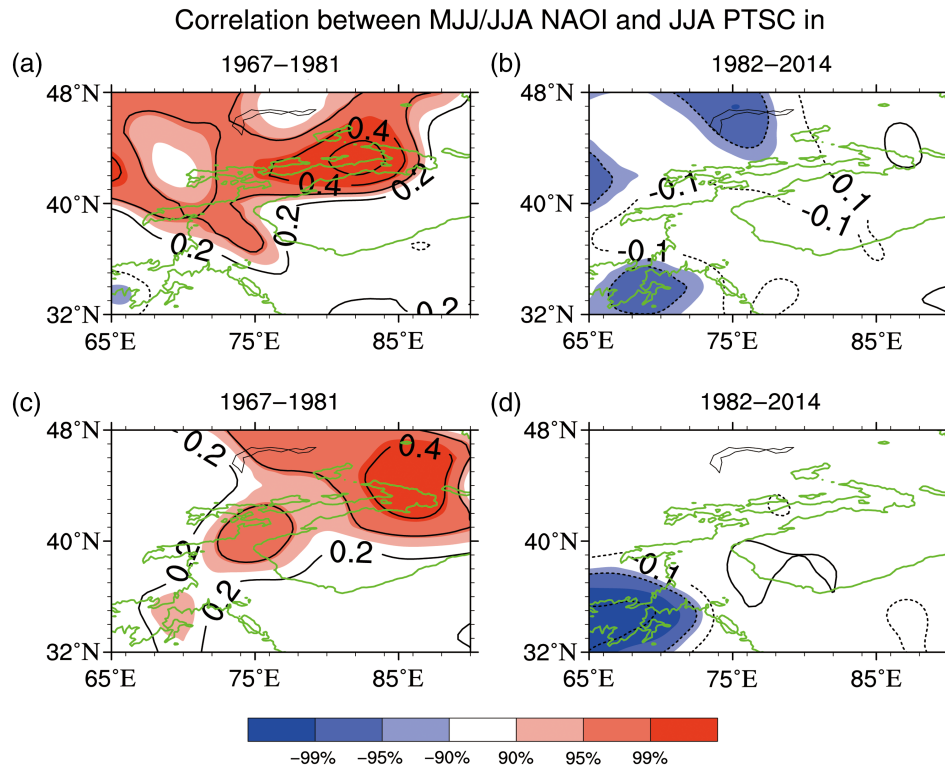 Correlation between MJJ/JJA NAOI and JJA PTSC in
(a) 1967−1981
48°N
40°N
32°N
65°E 75°E 85°E
0.4
0.4
0.2
0.2
0.2
0.2
(b) 1982−2014
48°N
40°N
32°N
65°E 75°E 85°E
-0.1
-0.1
-0.1
-0.1
(c) 1967−1981
48°N
40°N
32°N
65°E 75°E 85°E
0.2
0.4
0.2
0.2
0.2
(d) 1982−2014
48°N
40°N
32°N
65°E 75°E 85°E
-0.1
−99% −95% −90% 90% 95% 99%